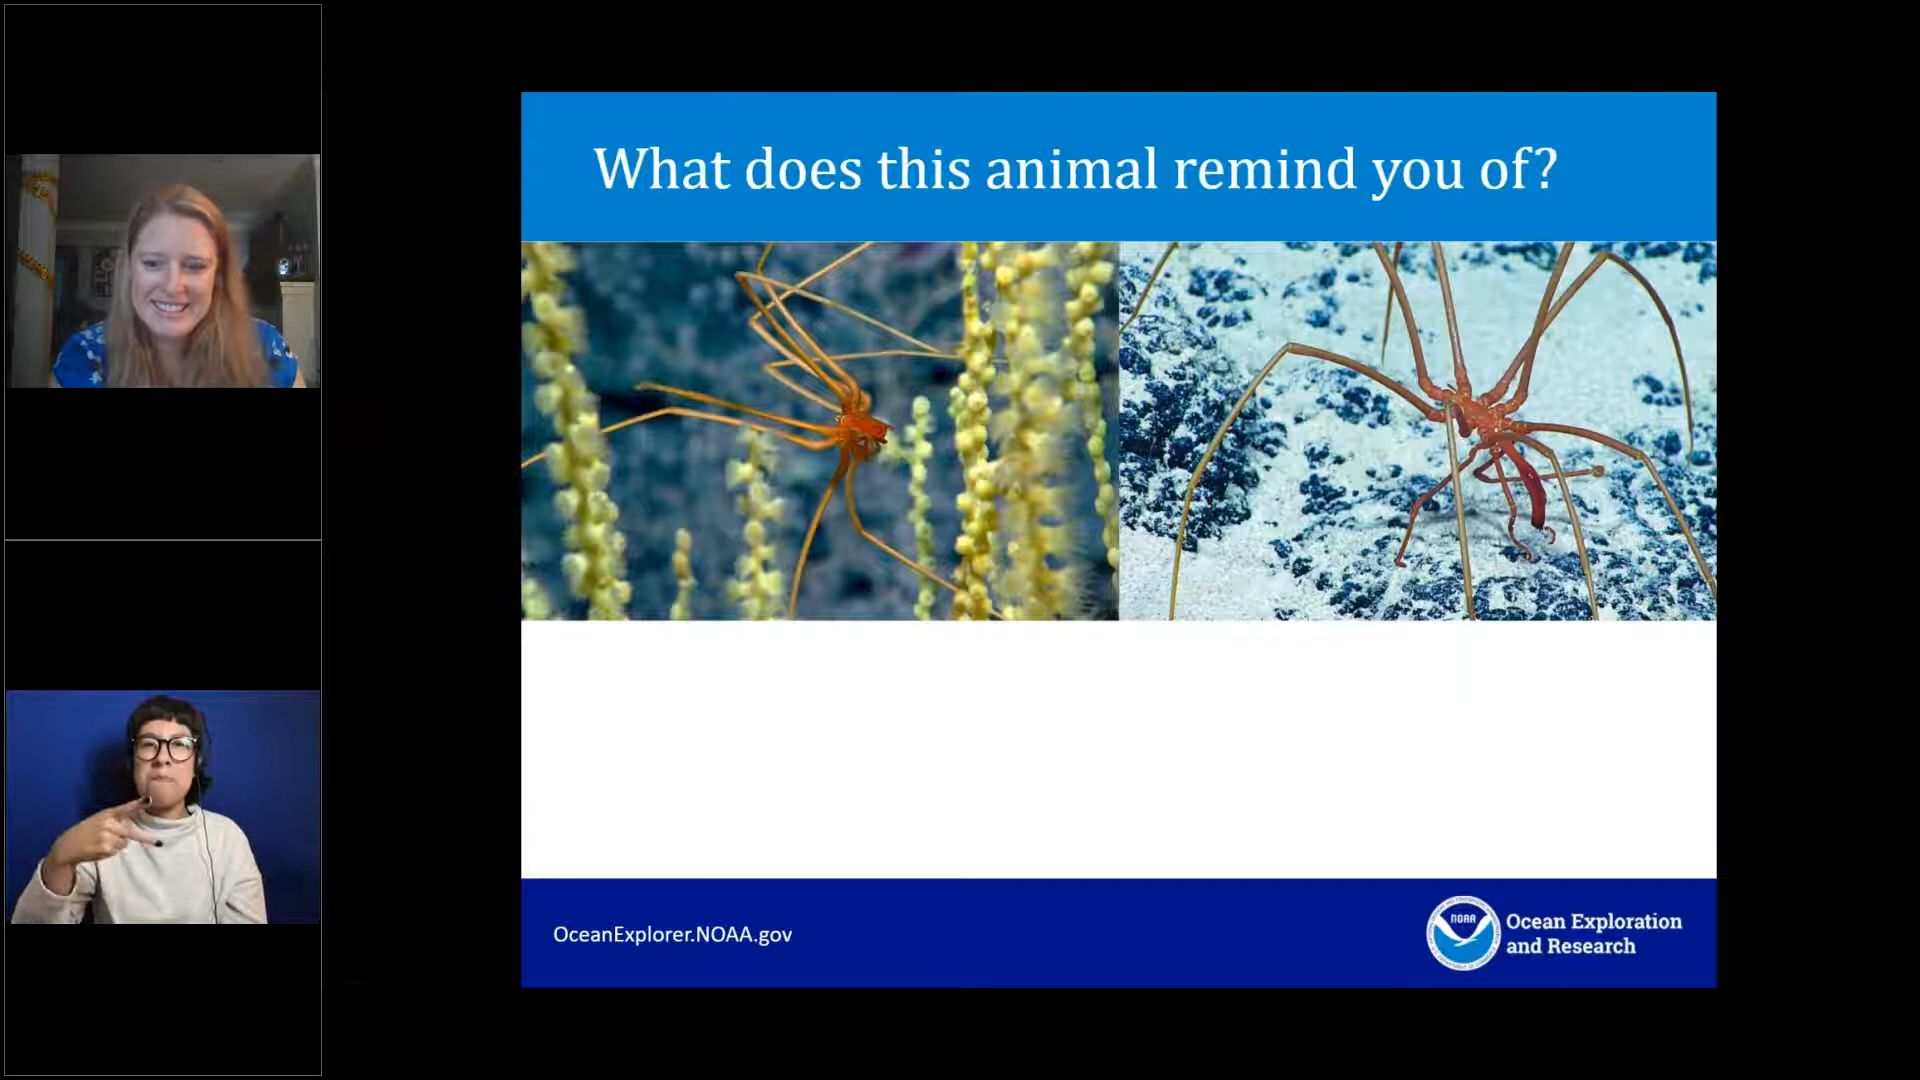 What does this animal remind you of?
OceanExplorer.NOAA.gov
NOAA
Ocean Exploration
and Research